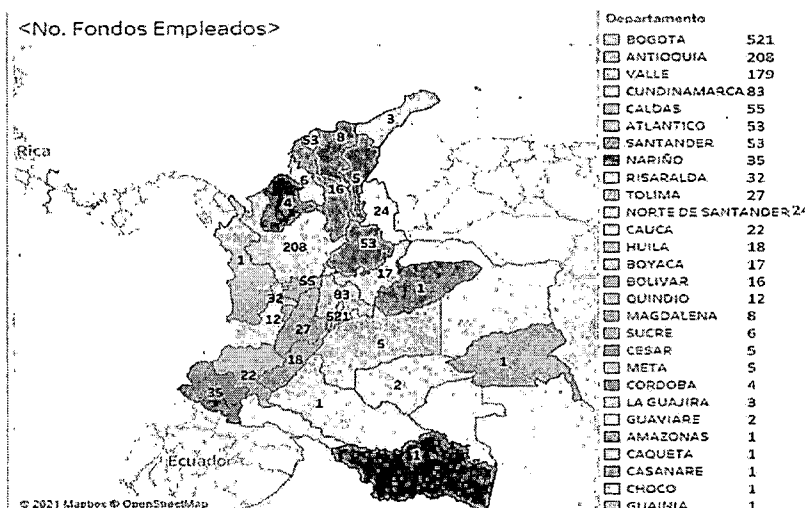 <No. Fondos Empleados>
Departamento
BOGOTA 521
ANTIOQUIA 208
VALLE 179
CUNDINAMARCA 83
CALDAS 55
ATLANTICO 53
SANTANDER 53
NARIÑO 35
RISARALDA 32
TOLIMA 27
NORTE DE SANTANDER 24
CAUCA 22
HUILA 18
BOYACA 17
BOLIVAR 16
QUINDIO 12
MAGDALENA 8
SUCRE 6
CESAR 5
META 5
CORDOBA 4
LA GUAJIRA 3
GUAVIARE 2
AMAZONAS 1
CAQUETA 1
CASANARE 1
CHOCO 1
GUAINIA 1
3
53 8
Rica
6 5
16
4 24
208 53
1 17
55 1
32 83
12 521
27 5
18 1
22 2
35 1
Ecuador
1
© 2021 Mapbox © OpenStreetMap